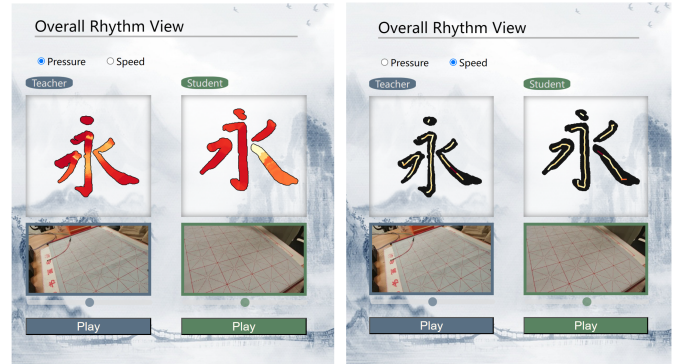 Overall Rhythm View
Pressure Speed
Teacher Student
永 永
Play Play
Overall Rhythm View
Pressure Speed
Teacher Student
永 永
Play Play